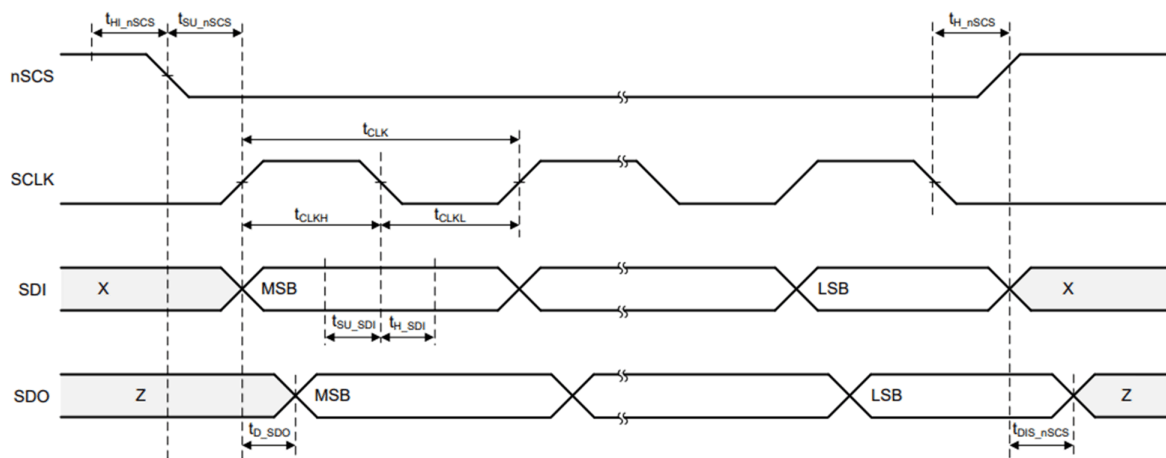 tHI_nSCS tSU_nSCS tH_nSCS
nSCS
tCLK
SCLK
tCLKH tCLKL
SDI X MSB LSB X
tSU_SDI tH_SDI
SDO Z MSB LSB Z
tD_SDO tDIS_nSCS